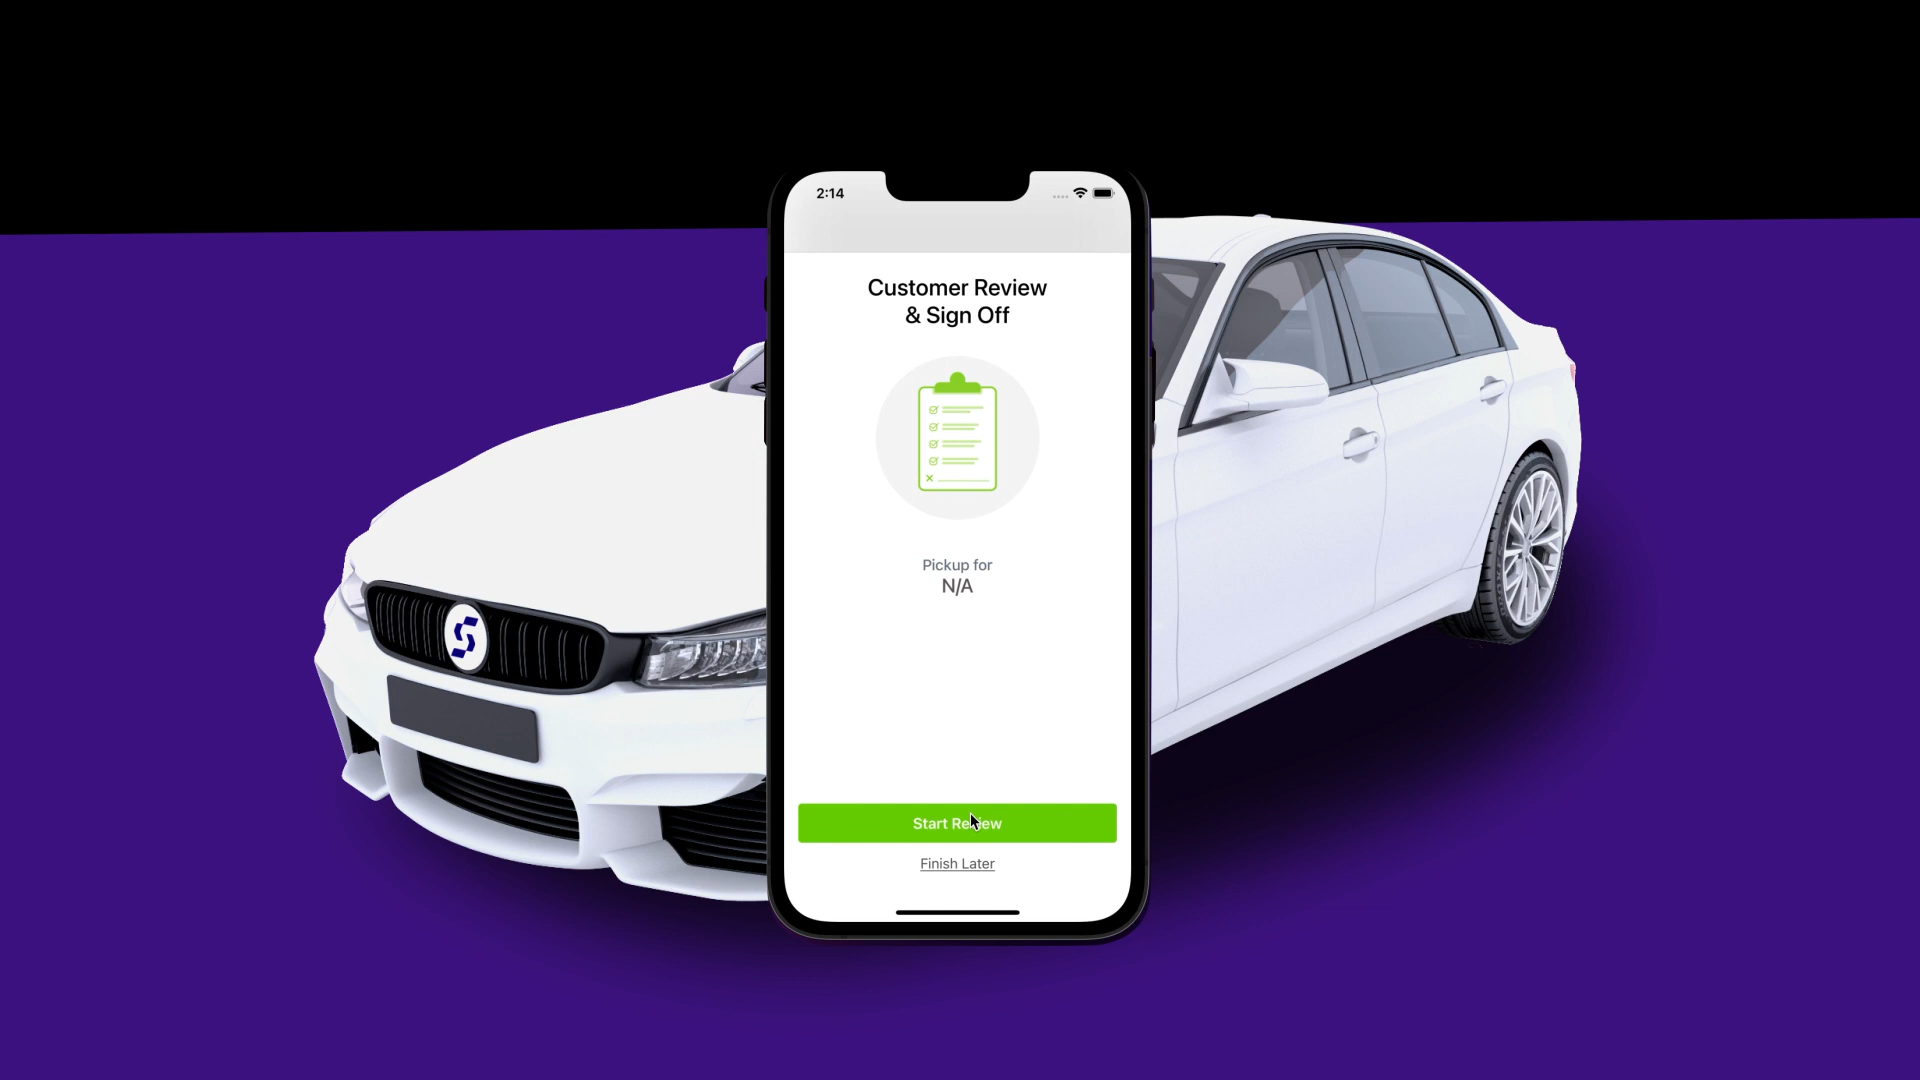 2:14
Customer Review
& Sign Off
Pickup for
N/A
Start Review
Finish Later